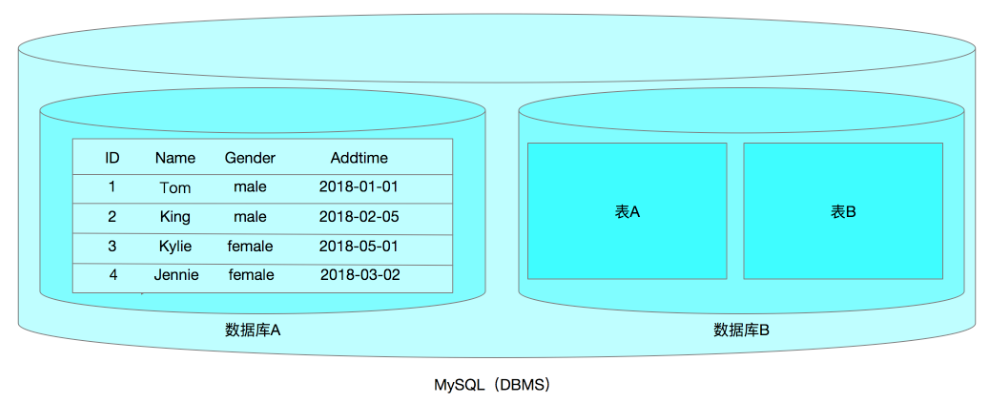 ID Name Gender Addtime
1 Tom male 2018-01-01
2 King male 2018-02-05
3 Kylie female 2018-05-01
4 Jennie female 2018-03-02
表A
表B
数据库A
数据库B
MySQL（DBMS）